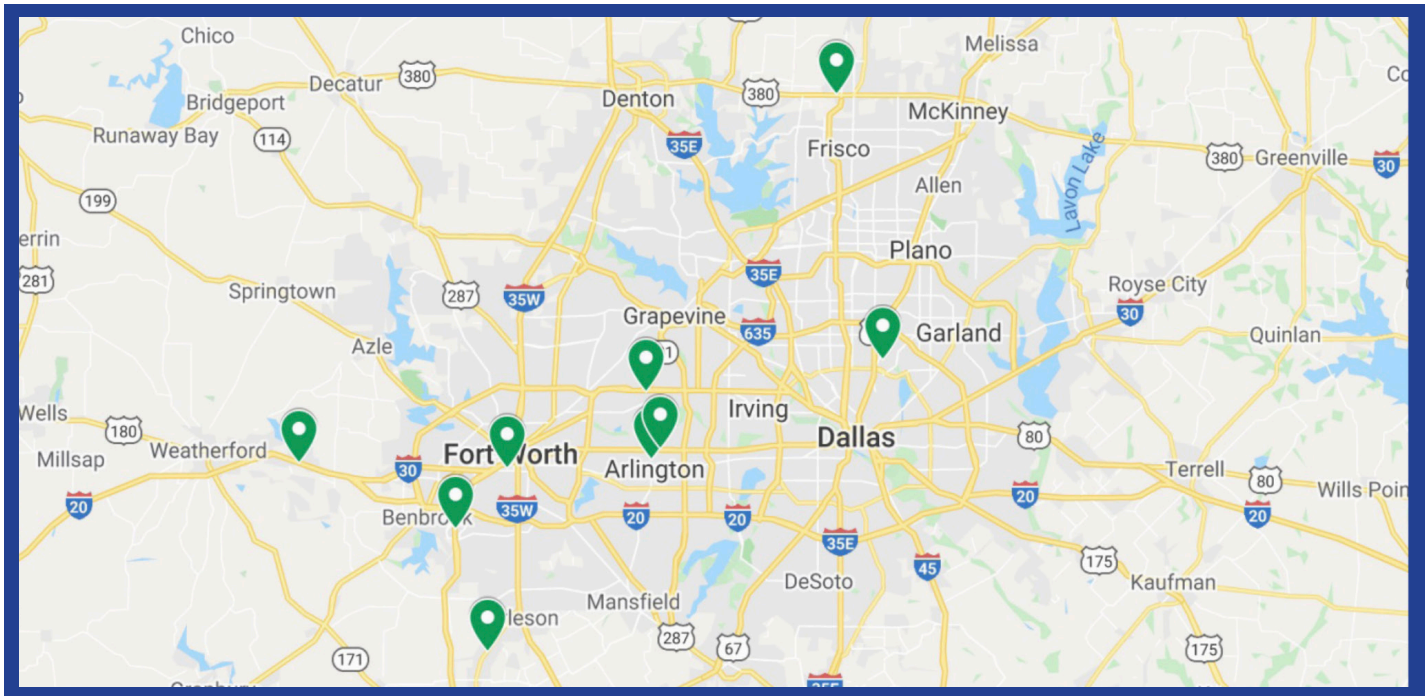 Chico
Melissa
Decatur
380
Bridgeport
Denton
380
McKinney
Runaway Bay
114
35E
Frisco
380
Greenville
30
Lavon Lake
199
Allen
errin
Plano
281
35E
Springtown
287
35W
Royse City
30
Grapevine
635
Garland
Quinlan
Azle
1
Wells
180
Irving
Weatherford
Dallas
80
Millsap
Fort W rth
30
Arlington
Terrell
80
20
35W
20
20
20
Wills Poin
20
Benbro k
35E
175
45
DeSoto
Kaufman
Mansfield
leson
287
67
175
171